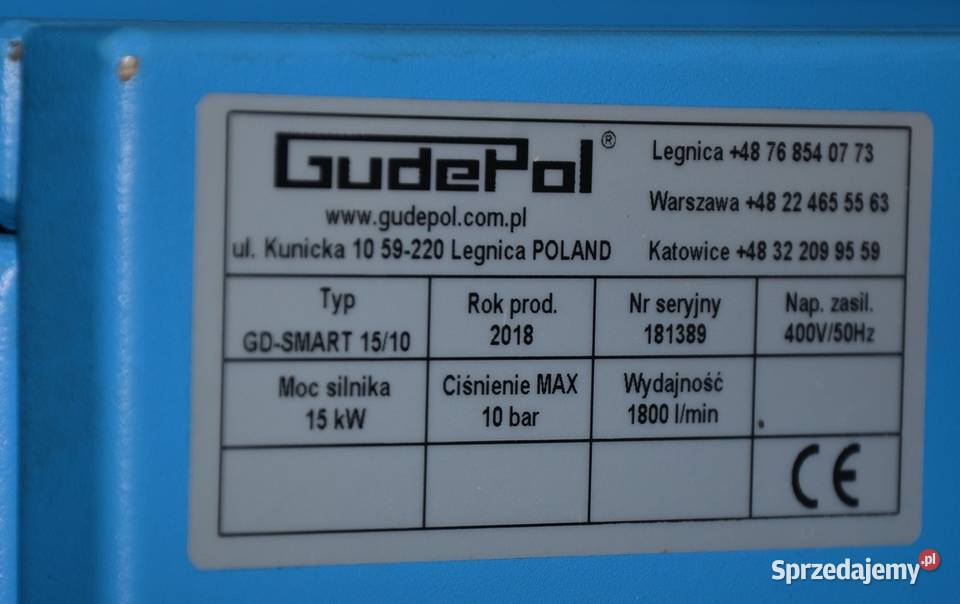 GudePol®
www.gudepol.com.pl
ul. Kunicka 10 59-220 Legnica POLAND
Legnica +48 76 854 07 73
Warszawa +48 22 465 55 63
Katowice +48 32 209 95 59
Typ
GD-SMART 15/10
Rok prod.
2018
Nr seryjny
181389
Nap. zasil.
400V/50Hz
Moc silnika
15 kW
Ciśnienie MAX
10 bar
Wydajność
1800 l/min
CE
Sprzedajemy.pl